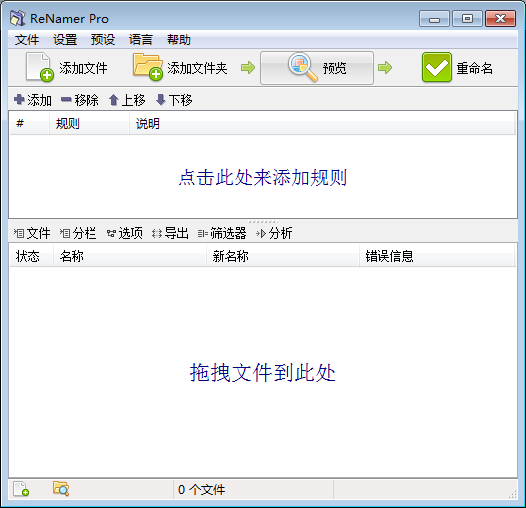 ReNamer Pro
文件 设置 预设 语言 帮助
添加文件 添加文件夹 预览 重命名
添加 移除 上移 下移
# 规则 说明
点击此处来添加规则
文件 分栏 选项 导出 筛选器 分析
状态 名称 新名称 错误信息
拖拽文件到此处
0 个文件